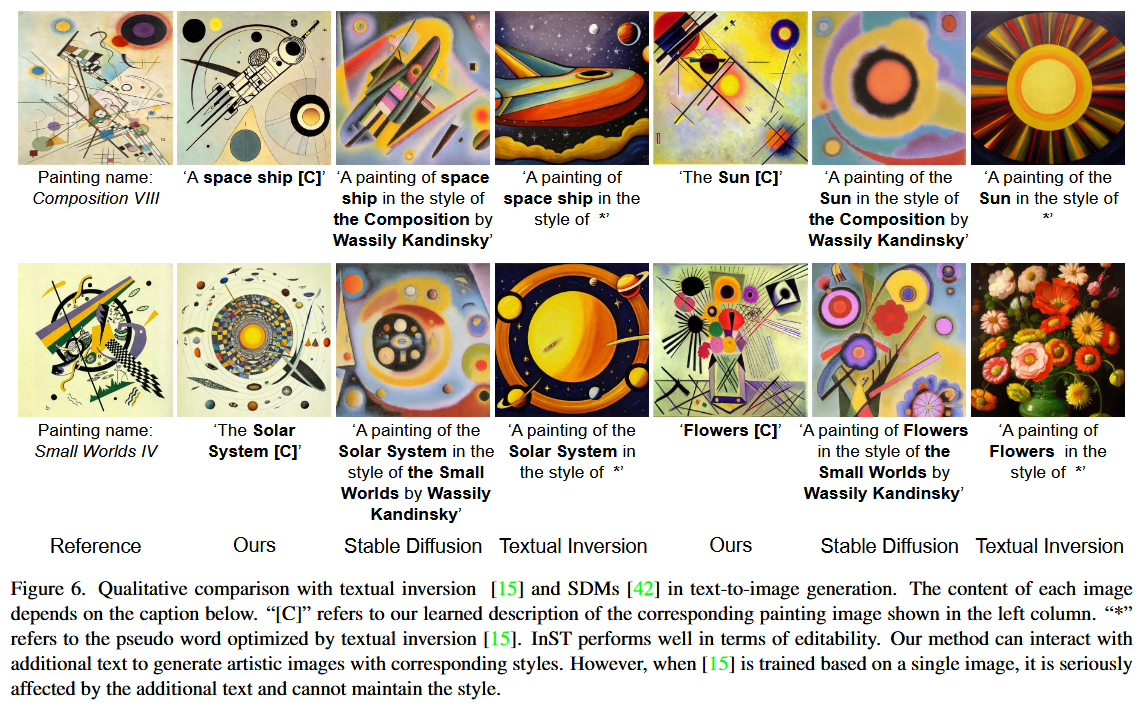 Painting name:
Composition VIII
‘A space ship [C]’
‘A painting of space
ship in the style of
the Composition by
Wassily Kandinsky’
‘A painting of
space ship in the
style of *’
‘The Sun [C]’
‘A painting of the
Sun in the style of
the Composition by
Wassily Kandinsky’
‘A painting of the
Sun in the style of
*’
Painting name:
Small Worlds IV
‘The Solar
System [C]’
‘A painting of the
Solar System in the
style of the Small
Worlds by Wassily
Kandinsky’
‘A painting of the
Solar System in
the style of *’
‘Flowers [C]’
‘A painting of Flowers
in the style of the
Small Worlds by
Wassily Kandinsky’
‘A painting of
Flowers in the
style of *’
Reference
Ours
Stable Diffusion
Textual Inversion
Ours
Stable Diffusion
Textual Inversion
Figure 6. Qualitative comparison with textual inversion [15] and SDMs [42] in text-to-image generation. The content of each image
depends on the caption below. “[C]” refers to our learned description of the corresponding painting image shown in the left column. “*”
refers to the pseudo word optimized by textual inversion [15]. InST performs well in terms of editability. Our method can interact with
additional text to generate artistic images with corresponding styles. However, when [15] is trained based on a single image, it is seriously
affected by the additional text and cannot maintain the style.